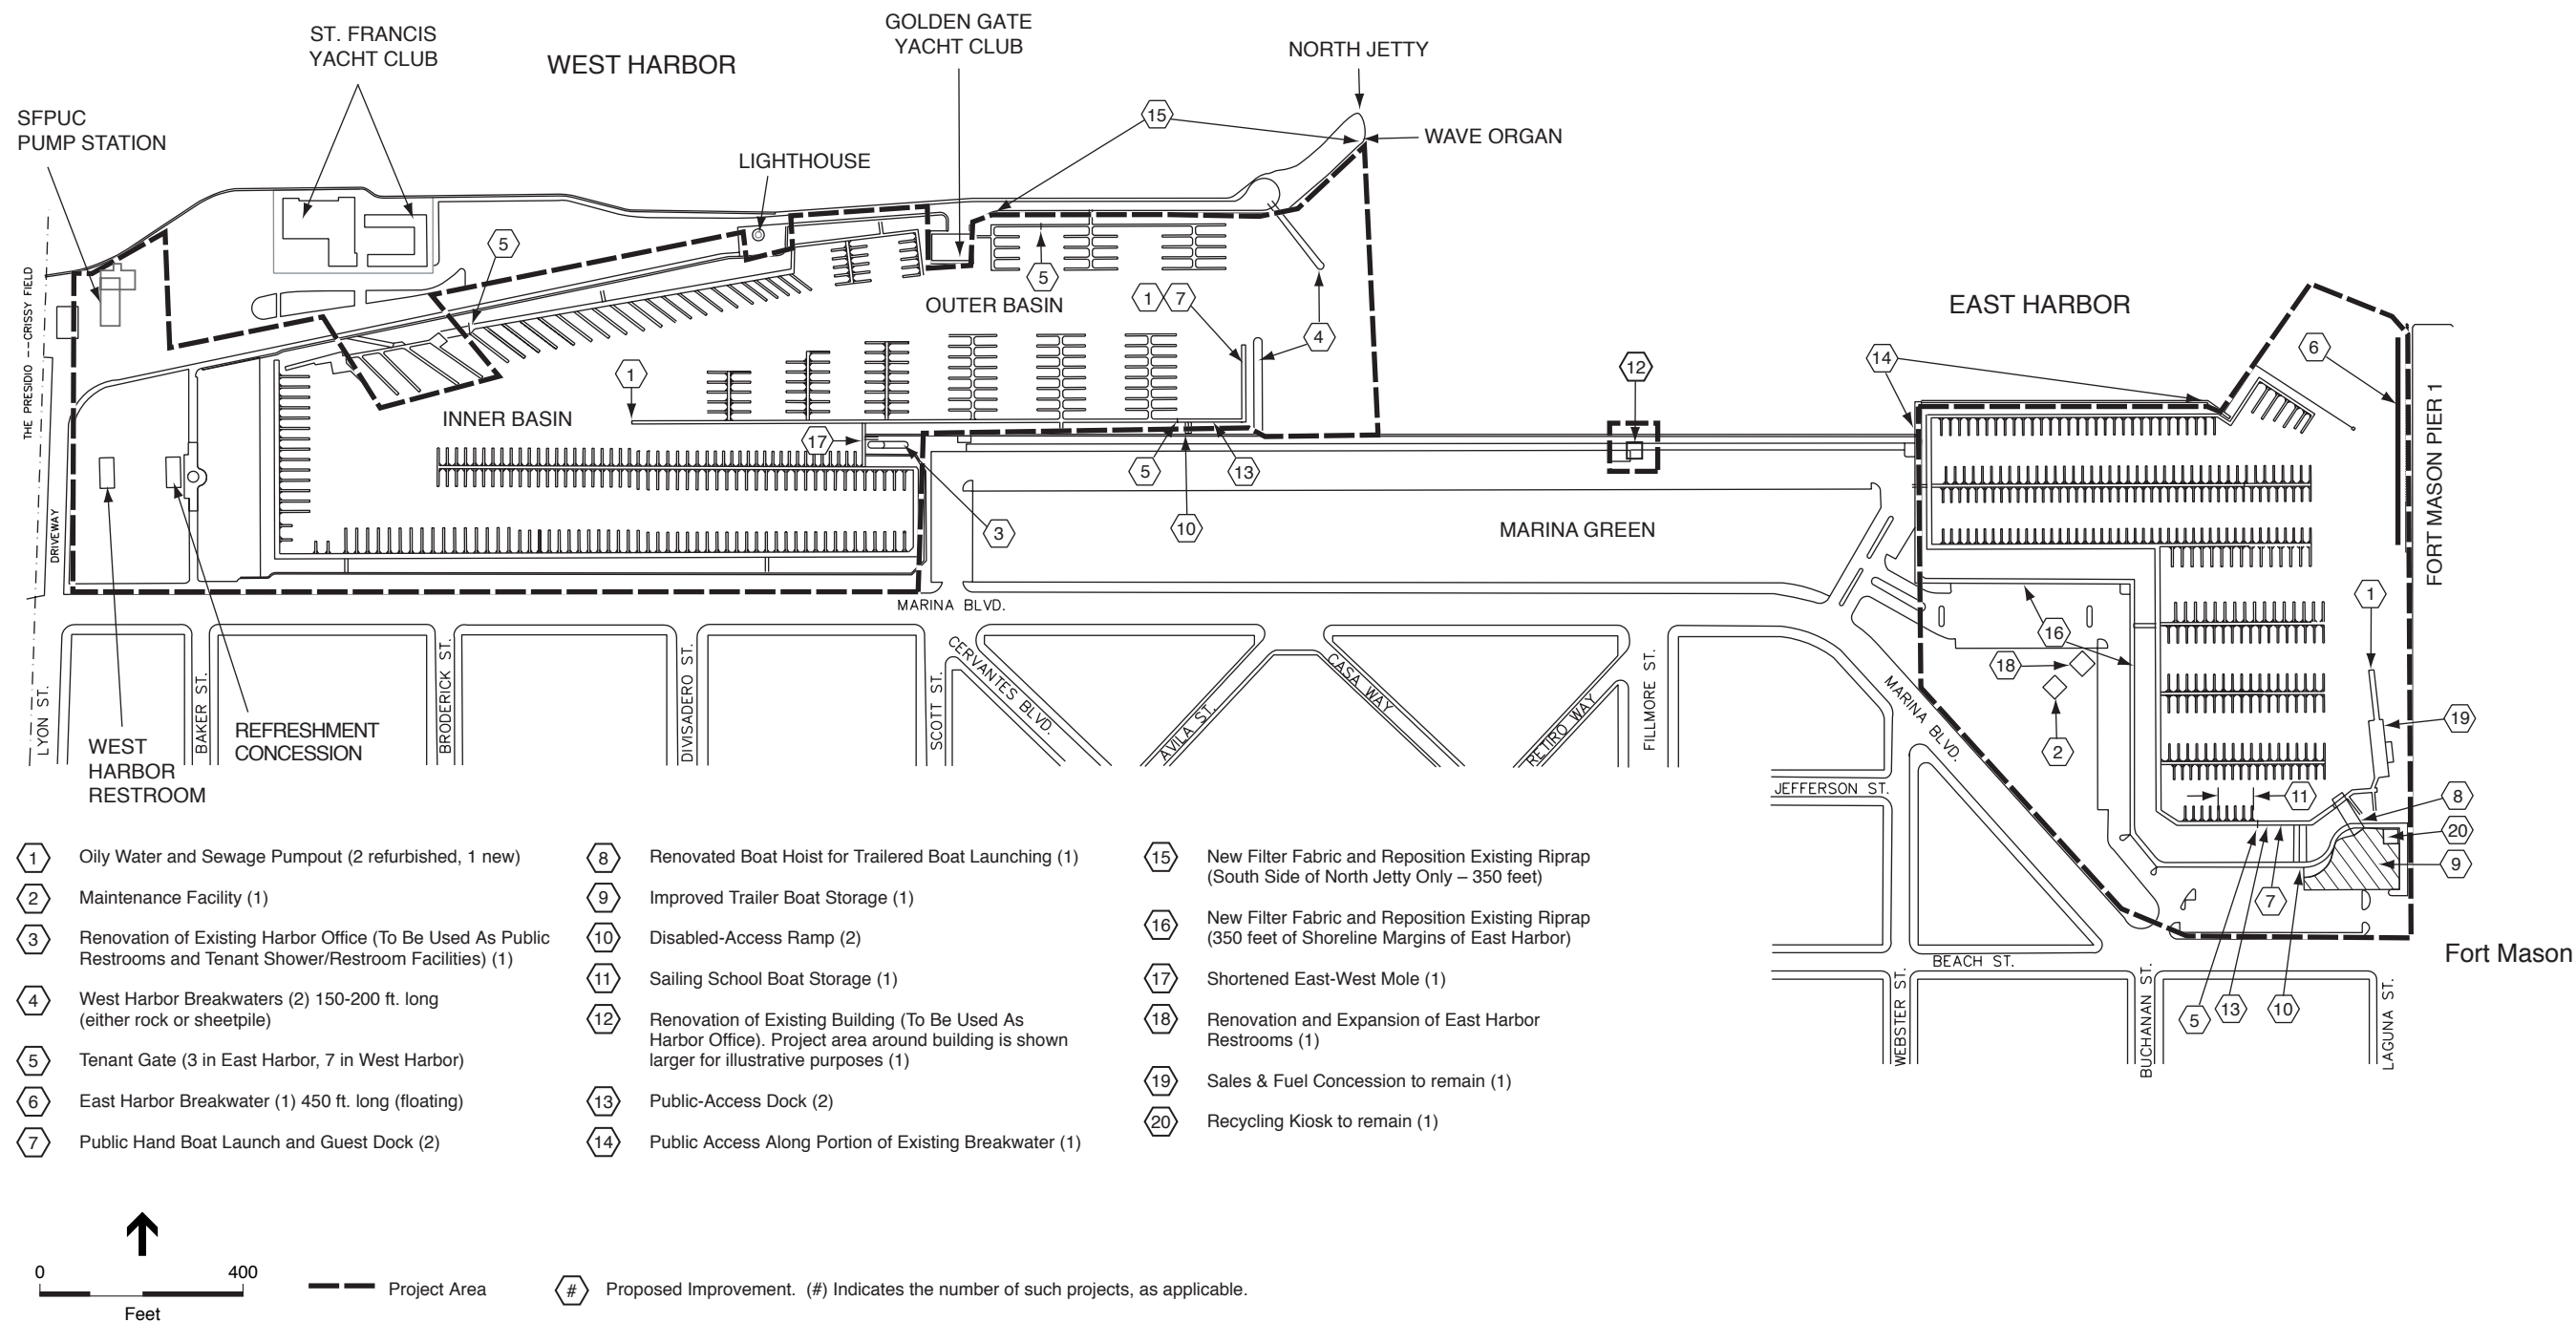 ST. FRANCIS
YACHT CLUB
WEST HARBOR
GOLDEN GATE
YACHT CLUB
NORTH JETTY
SFPUC
PUMP STATION
15
WAVE ORGAN
LIGHTHOUSE
5
5
OUTER BASIN
1
7
4
EAST HARBOR
6
14
12
1
INNER BASIN
17
5
13
10
3
MARINA GREEN
THE PRESIDIO -- CRISSY FIELD
DRIVEWAY
FORT MASON PIER 1
MARINA BLVD.
1
16
18
2
19
11
8
20
9
7
5
13
10
LYON ST.
BAKER ST.
BRODERICK ST.
DIVISADERO ST.
SCOTT ST.
CERVANTES BLVD.
AVILA ST.
CASA WAY
RETIRO WAY
FILLMORE ST.
MARINA BLVD.
JEFFERSON ST.
BEACH ST.
WEBSTER ST.
BUCHANAN ST.
LAGUNA ST.
Fort Mason
WEST
HARBOR
RESTROOM
REFRESHMENT
CONCESSION
1 Oily Water and Sewage Pumpout (2 refurbished, 1 new)
2 Maintenance Facility (1)
3 Renovation of Existing Harbor Office (To Be Used As Public
Restrooms and Tenant Shower/Restroom Facilities) (1)
4 West Harbor Breakwaters (2) 150-200 ft. long
(either rock or sheetpile)
5 Tenant Gate (3 in East Harbor, 7 in West Harbor)
6 East Harbor Breakwater (1) 450 ft. long (floating)
7 Public Hand Boat Launch and Guest Dock (2)
8 Renovated Boat Hoist for Trailered Boat Launching (1)
9 Improved Trailer Boat Storage (1)
10 Disabled-Access Ramp (2)
11 Sailing School Boat Storage (1)
12 Renovation of Existing Building (To Be Used As
Harbor Office). Project area around building is shown
larger for illustrative purposes (1)
13 Public-Access Dock (2)
14 Public Access Along Portion of Existing Breakwater (1)
15 New Filter Fabric and Reposition Existing Riprap
(South Side of North Jetty Only – 350 feet)
16 New Filter Fabric and Reposition Existing Riprap
(350 feet of Shoreline Margins of East Harbor)
17 Shortened East-West Mole (1)
18 Renovation and Expansion of East Harbor
Restrooms (1)
19 Sales & Fuel Concession to remain (1)
20 Recycling Kiosk to remain (1)
0 400
Feet
Project Area
# Proposed Improvement. (#) Indicates the number of such projects, as applicable.